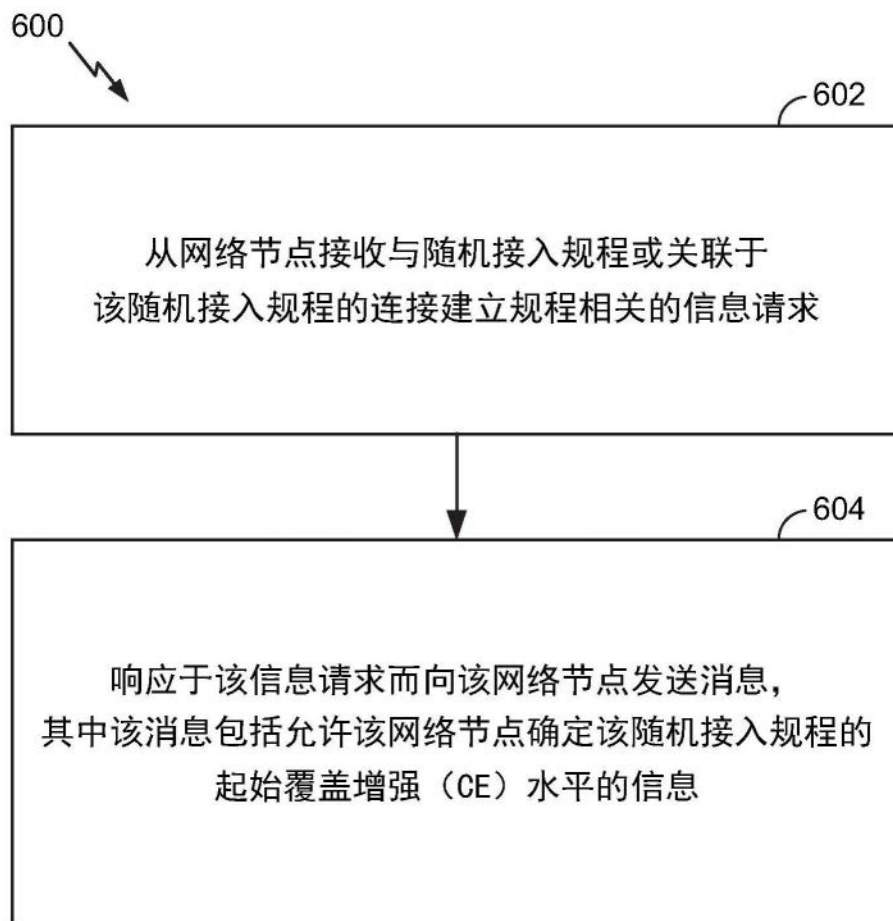 600
602
从网络节点接收与随机接入规程或关联于
该随机接入规程的连接建立规程相关的信息请求
604
响应于该信息请求而向该网络节点发送消息，
其中该消息包括允许该网络节点确定该随机接入规程的
起始覆盖增强（CE）水平的信息